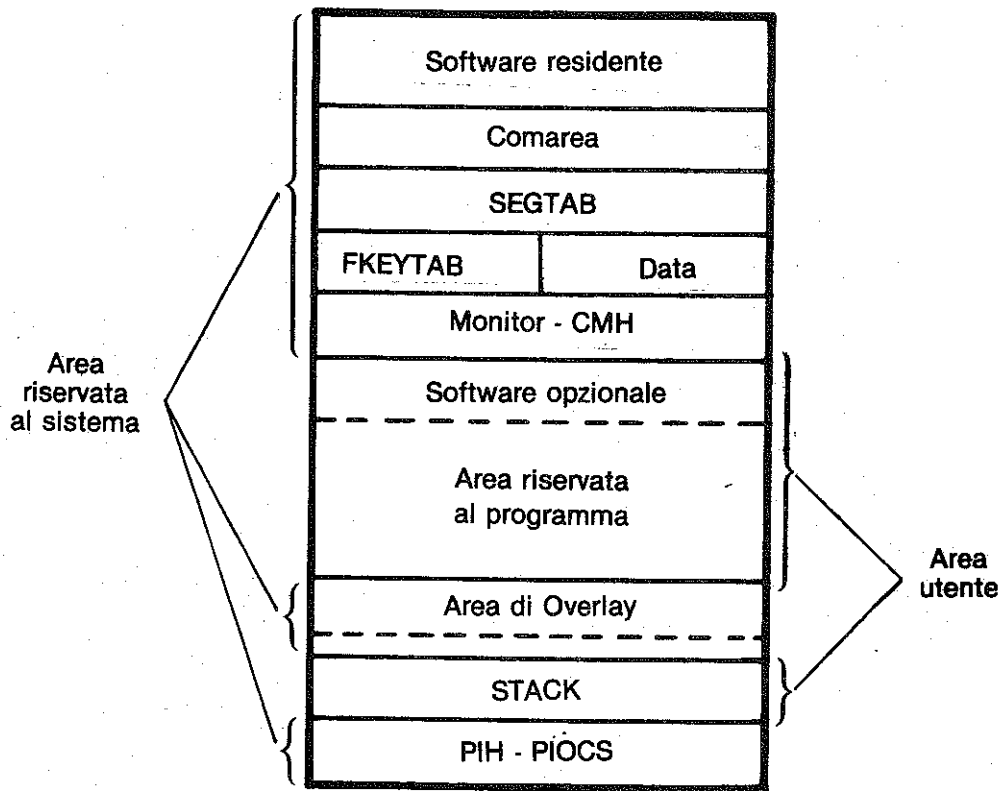 Software residente
Comarea
SEGTAB
FKEYTAB
Data
Monitor - CMH
Area
riservata
al sistema
Software opzionale
Area riservata
al programma
Area
utente
Area di Overlay
STACK
PIH - PIOCS